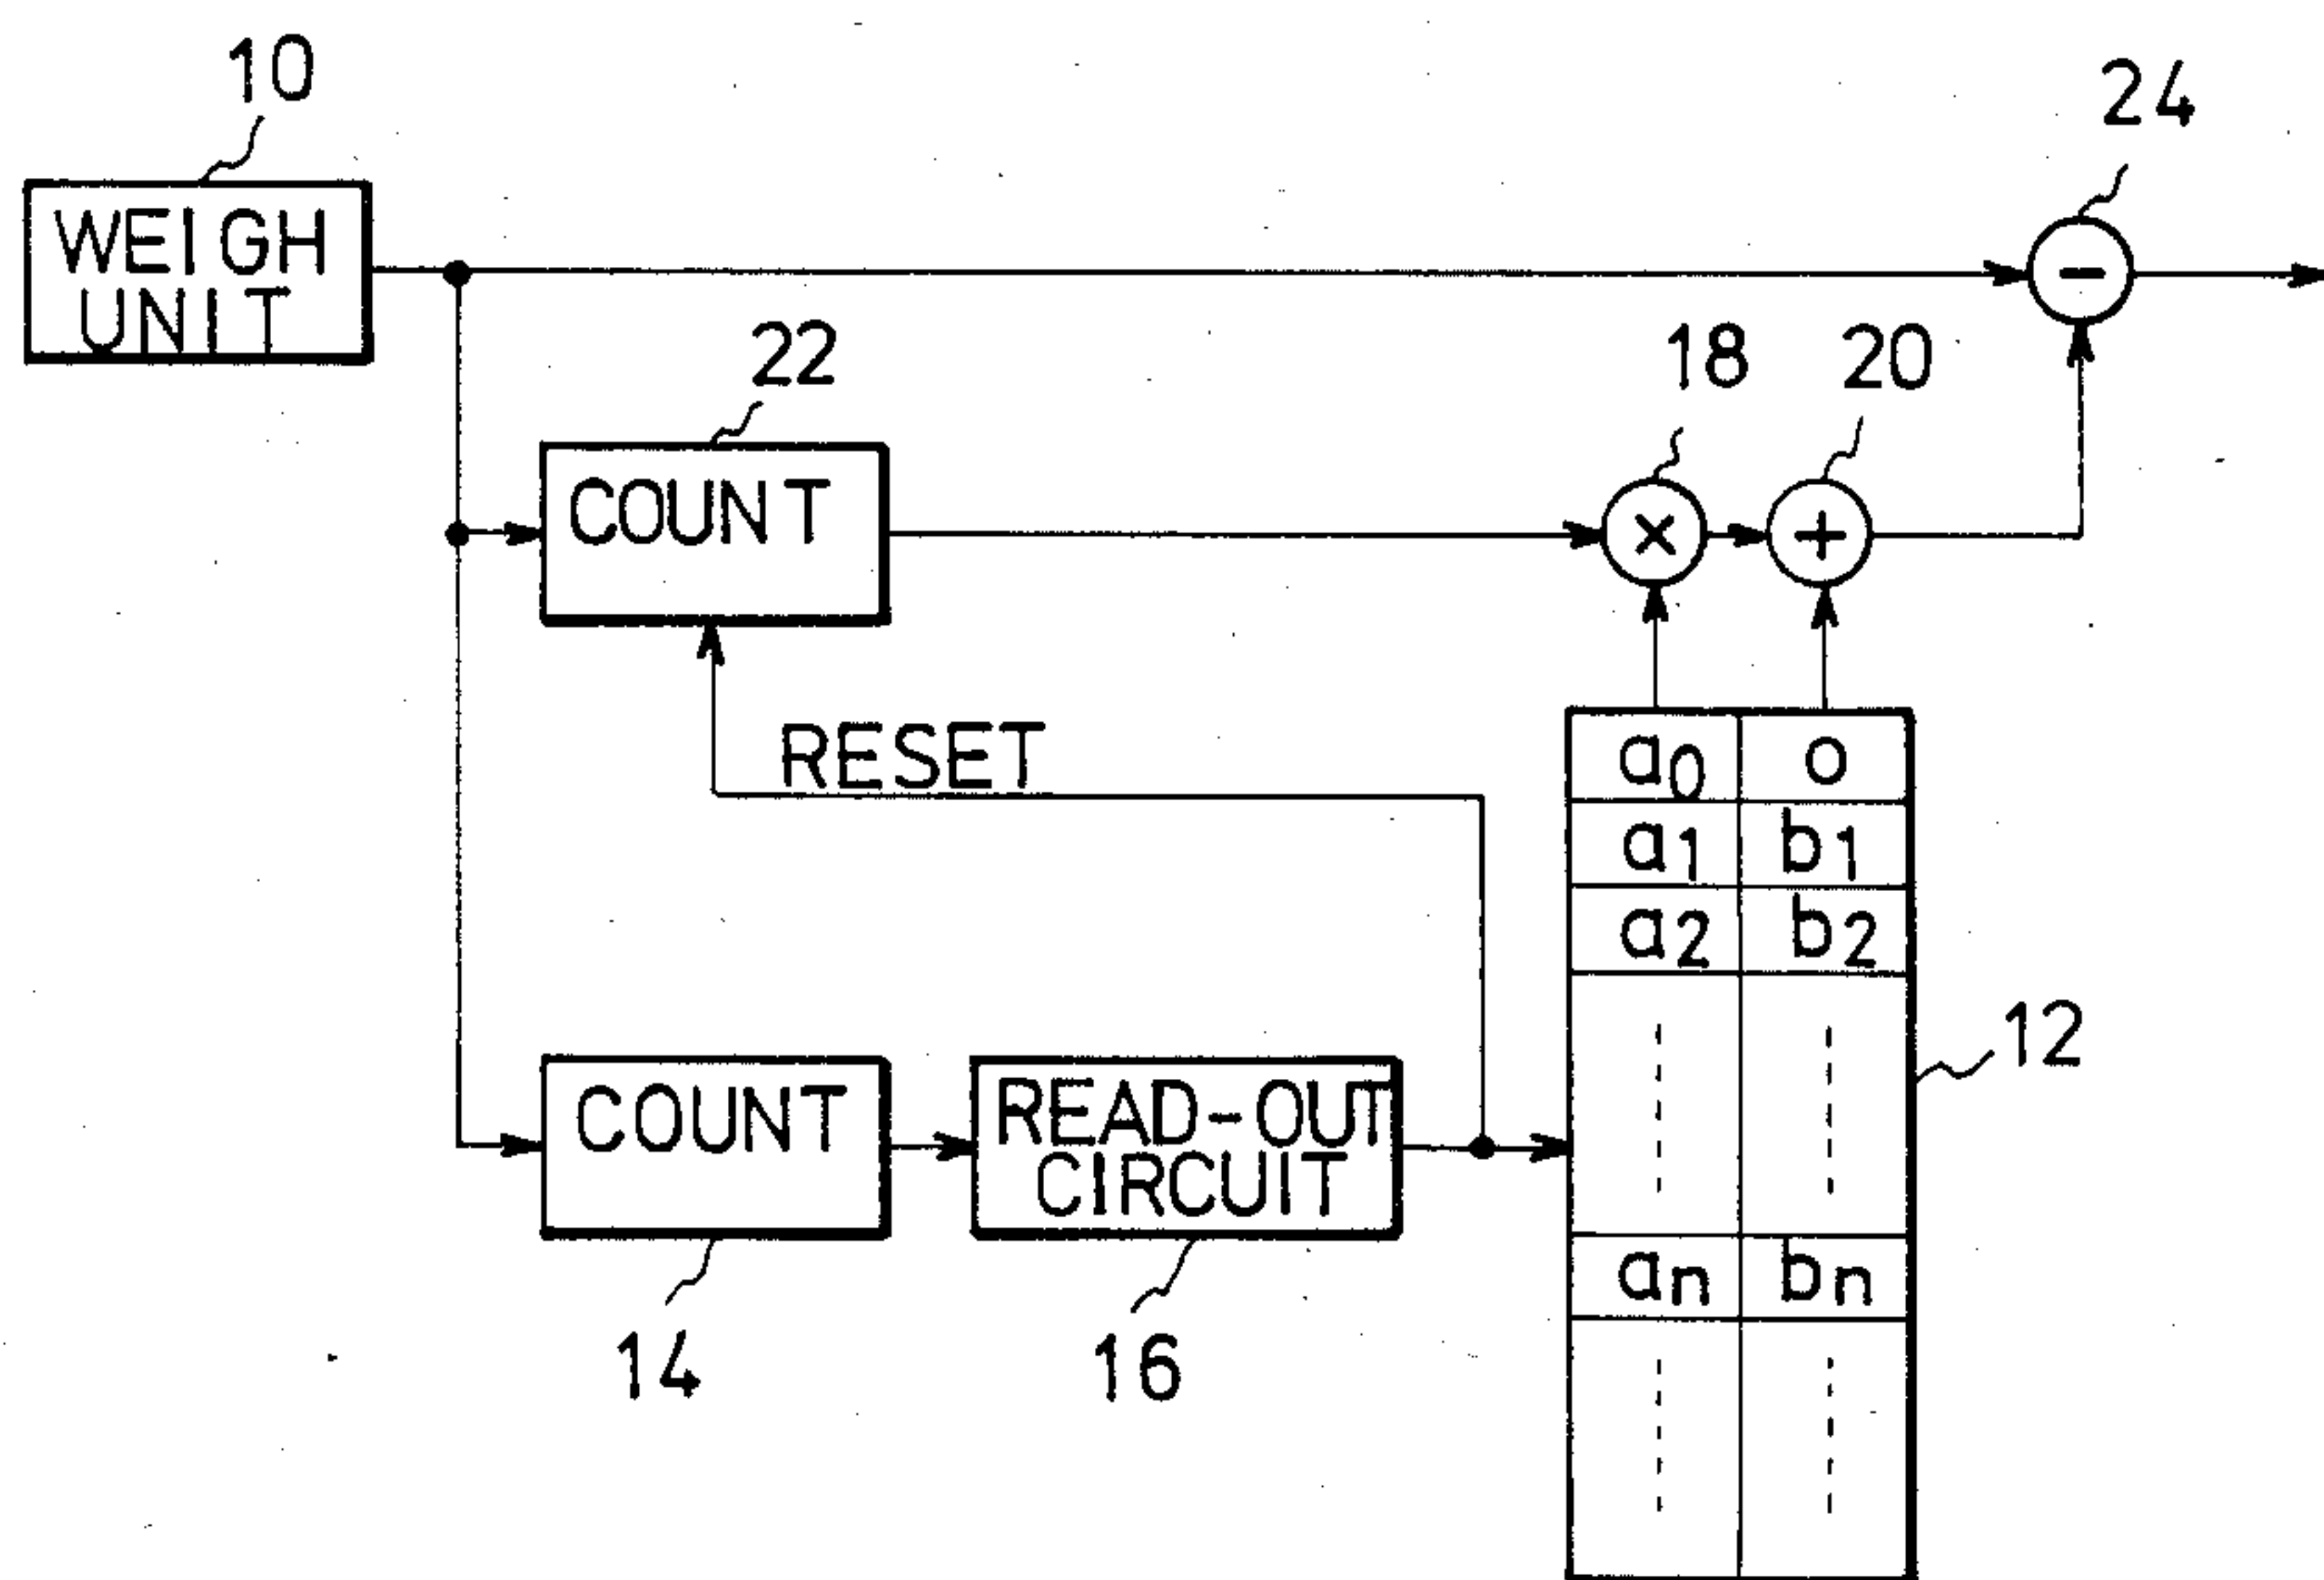 10
24
WEIGH
UNIT
−
22
18
20
COUNT
×
+
RESET
a0 o
a1 b1
a2 b2
12
COUNT
READ-OUT
CIRCUIT
an bn
14
16